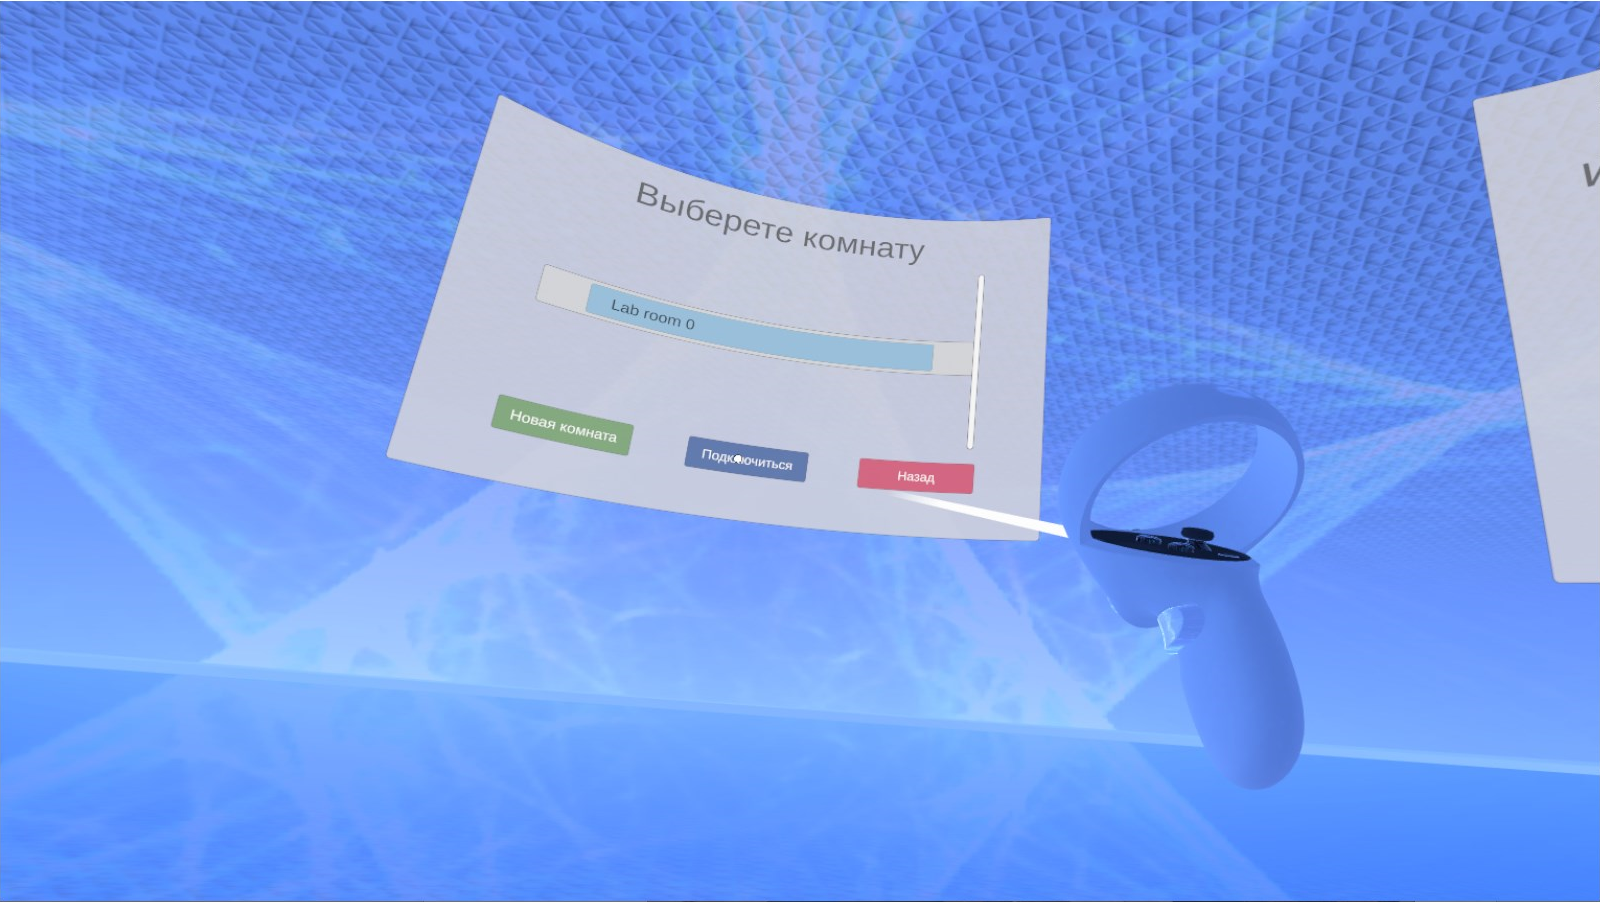 Выберете комнату
Lab room 0
Новая комната
Подключиться
Назад